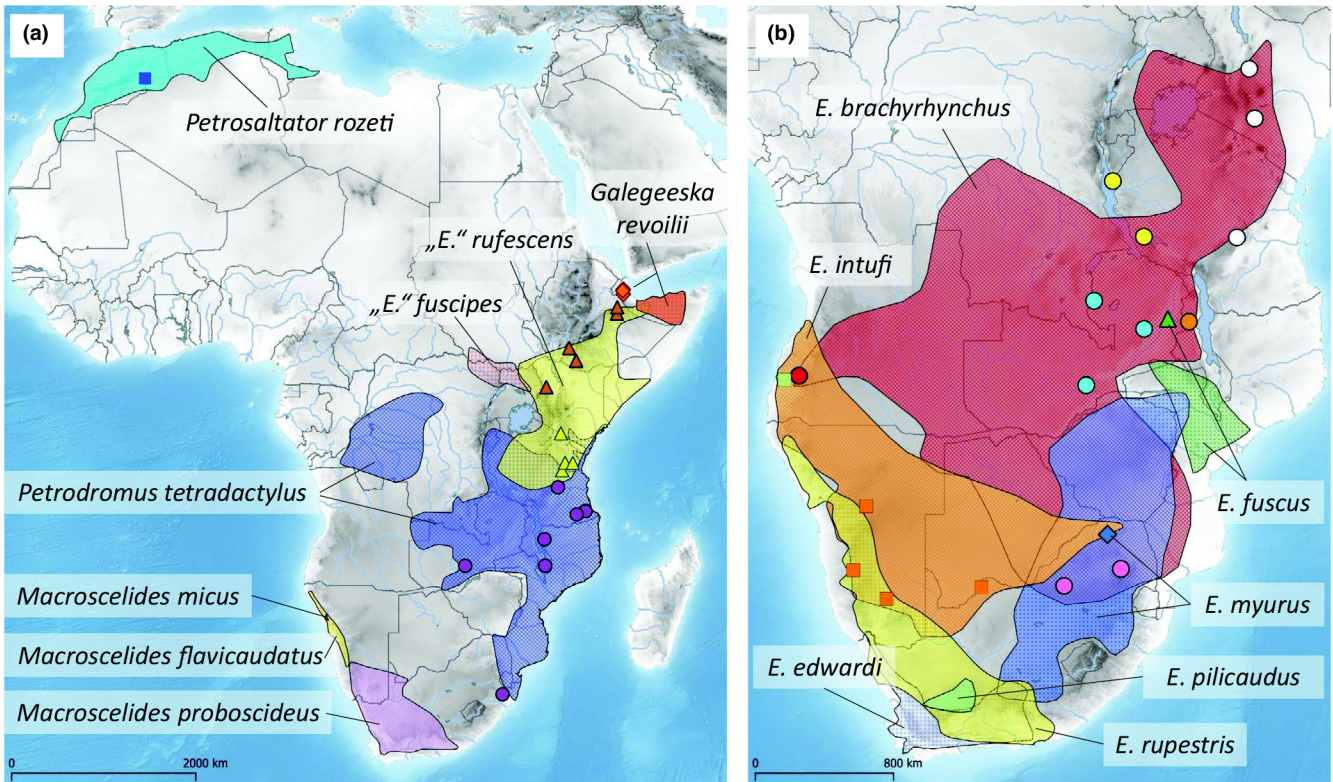 (a)
Petrosaltator rozeti
Galegeeska
revoilii
„E.“ rufescens
„E.“ fuscipes
Petrodromus tetradactylus
Macroscelides micus
Macroscelides flavicaudatus
Macroscelides proboscideus
0 2000 km
(b)
E. brachyrhynchus
E. intufi
E. fuscus
E. myurus
E. edwardi
E. pilicaudus
E. rupestris
0 800 km